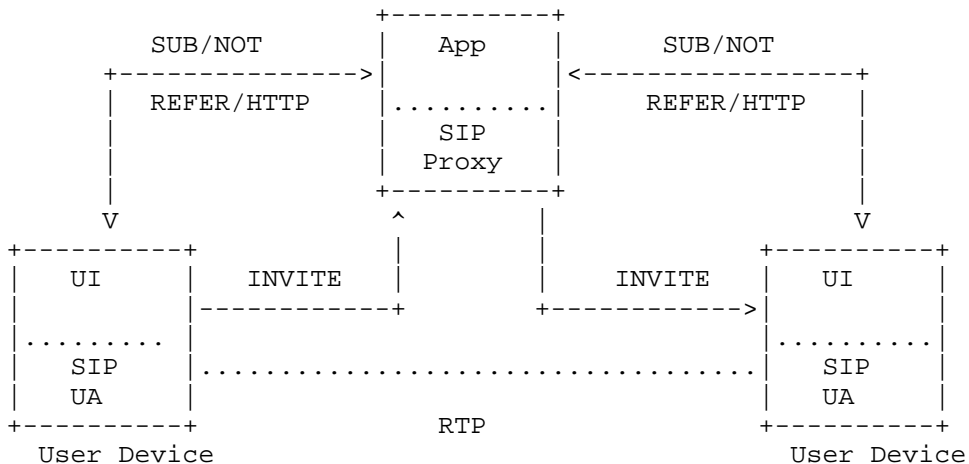 SUB/NOT App SUB/NOT
REFER/HTTP REFER/HTTP
SIP
Proxy
V V
UI INVITE INVITE UI
SIP SIP
UA UA
RTP
User Device User Device